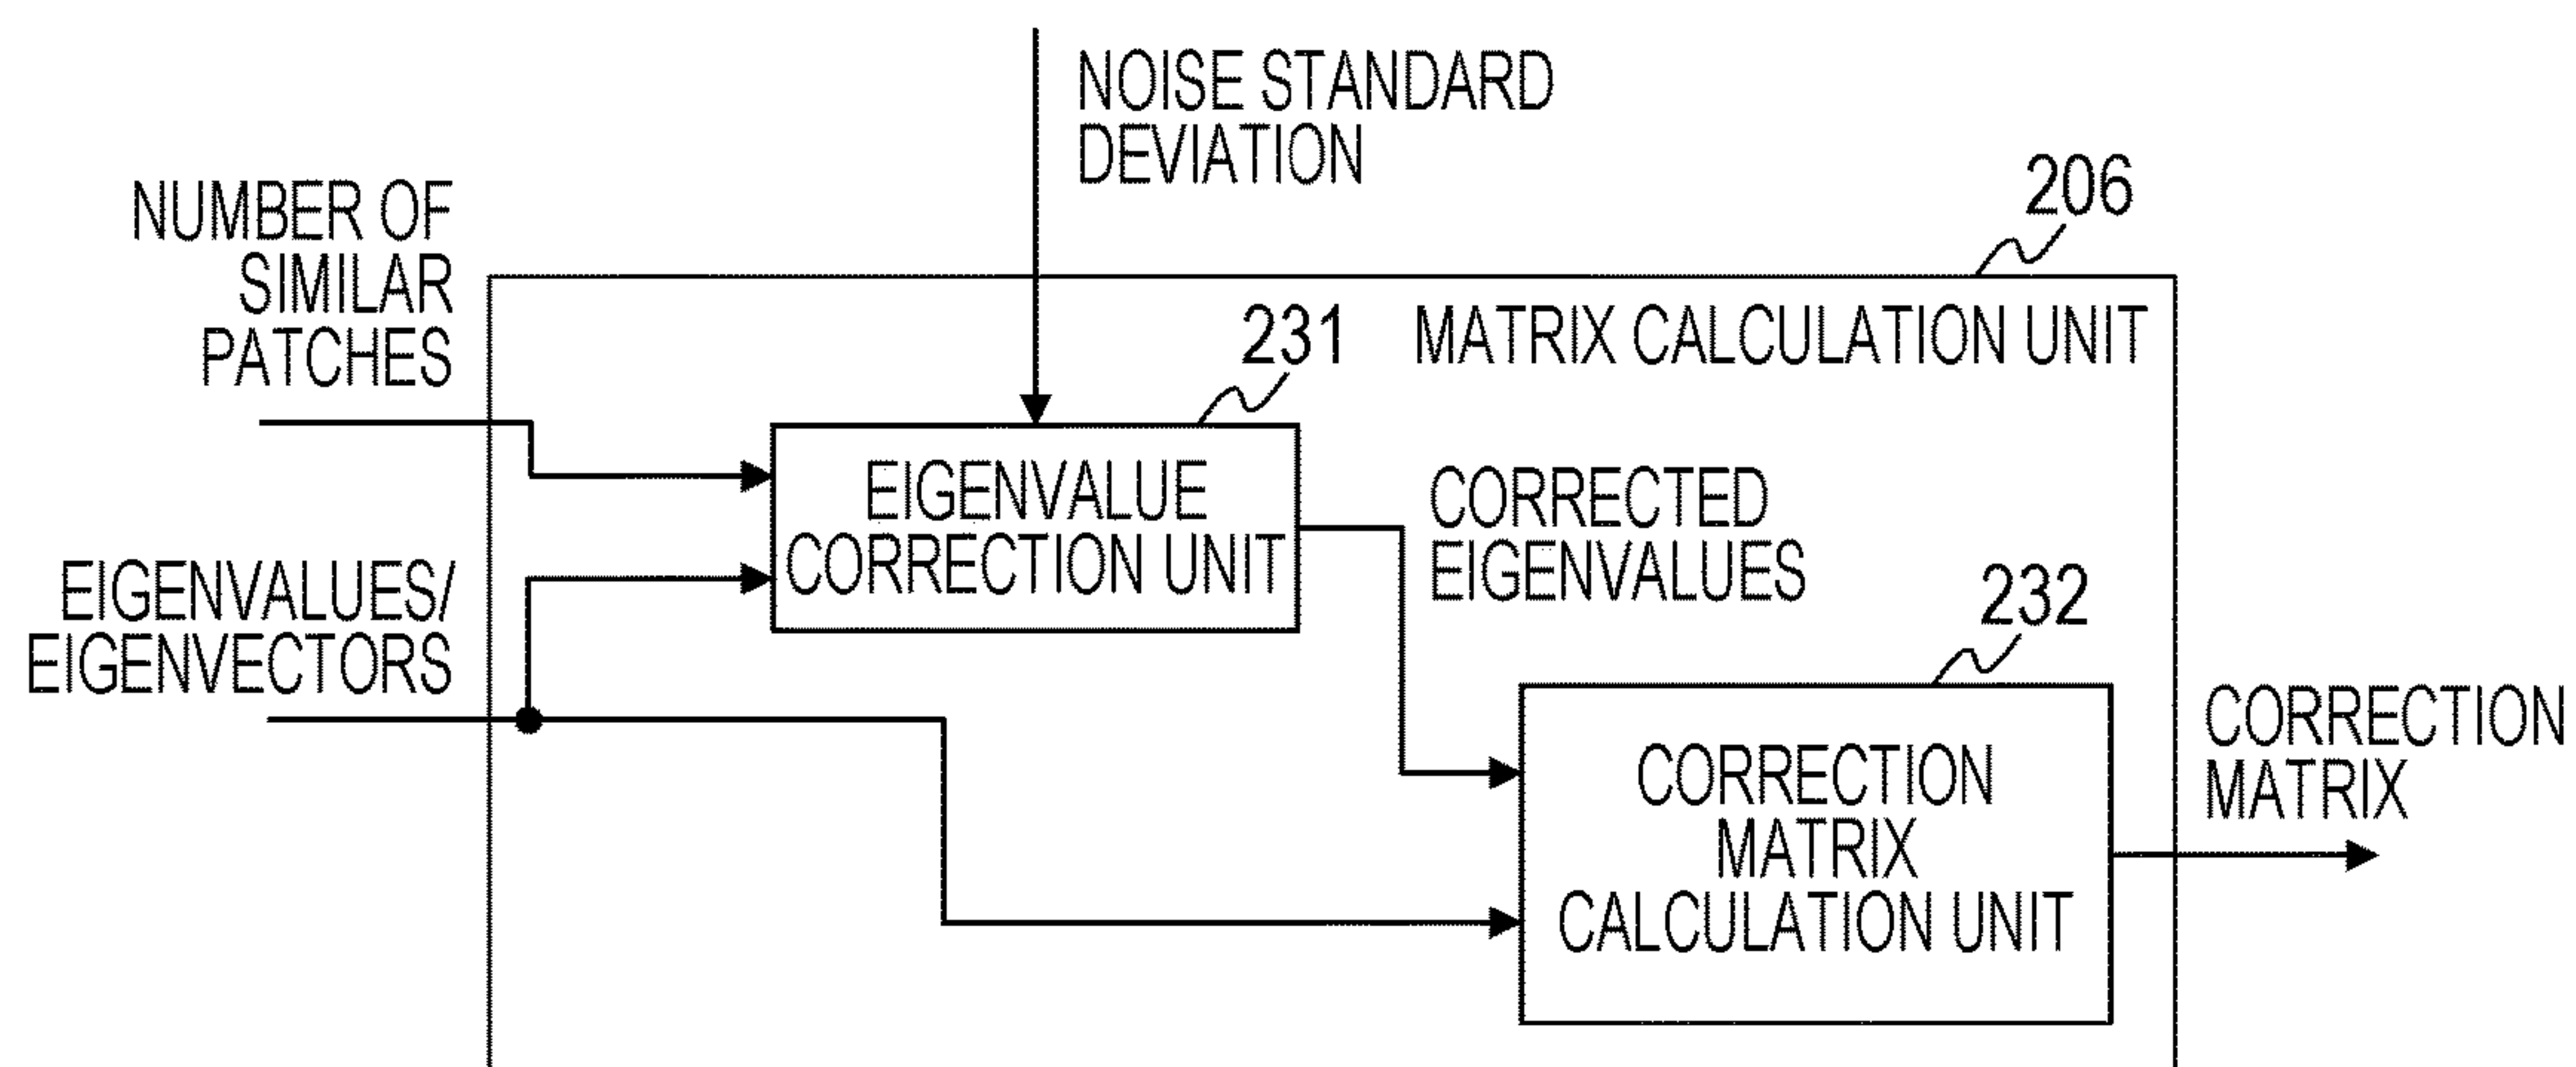 NOISE STANDARD
DEVIATION
206
NUMBER OF
SIMILAR
PATCHES
231
MATRIX CALCULATION UNIT
EIGENVALUE
CORRECTION UNIT
CORRECTED
EIGENVALUES
EIGENVALUES/
EIGENVECTORS
232
CORRECTION
MATRIX
CALCULATION UNIT
CORRECTION
MATRIX